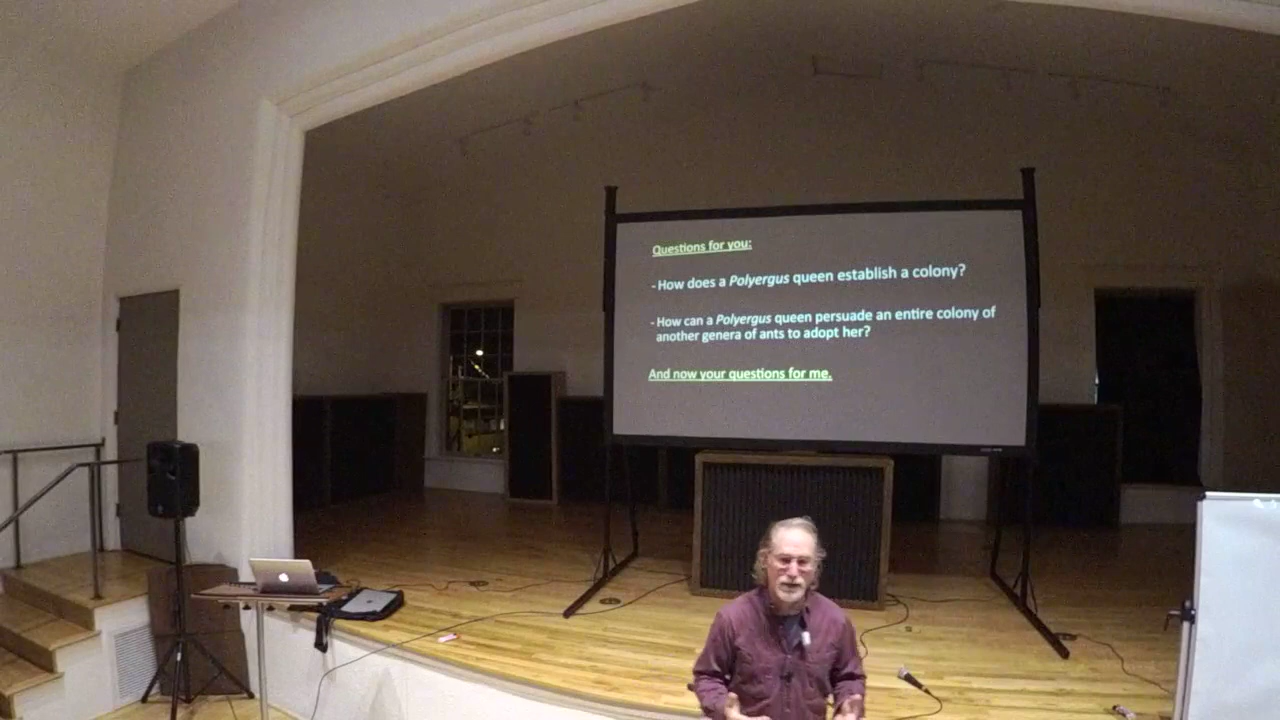 Questions for you:
- How does a Polyergus queen establish a colony?
- How can a Polyergus queen persuade an entire colony of
another genera of ants to adopt her?
And now your questions for me.